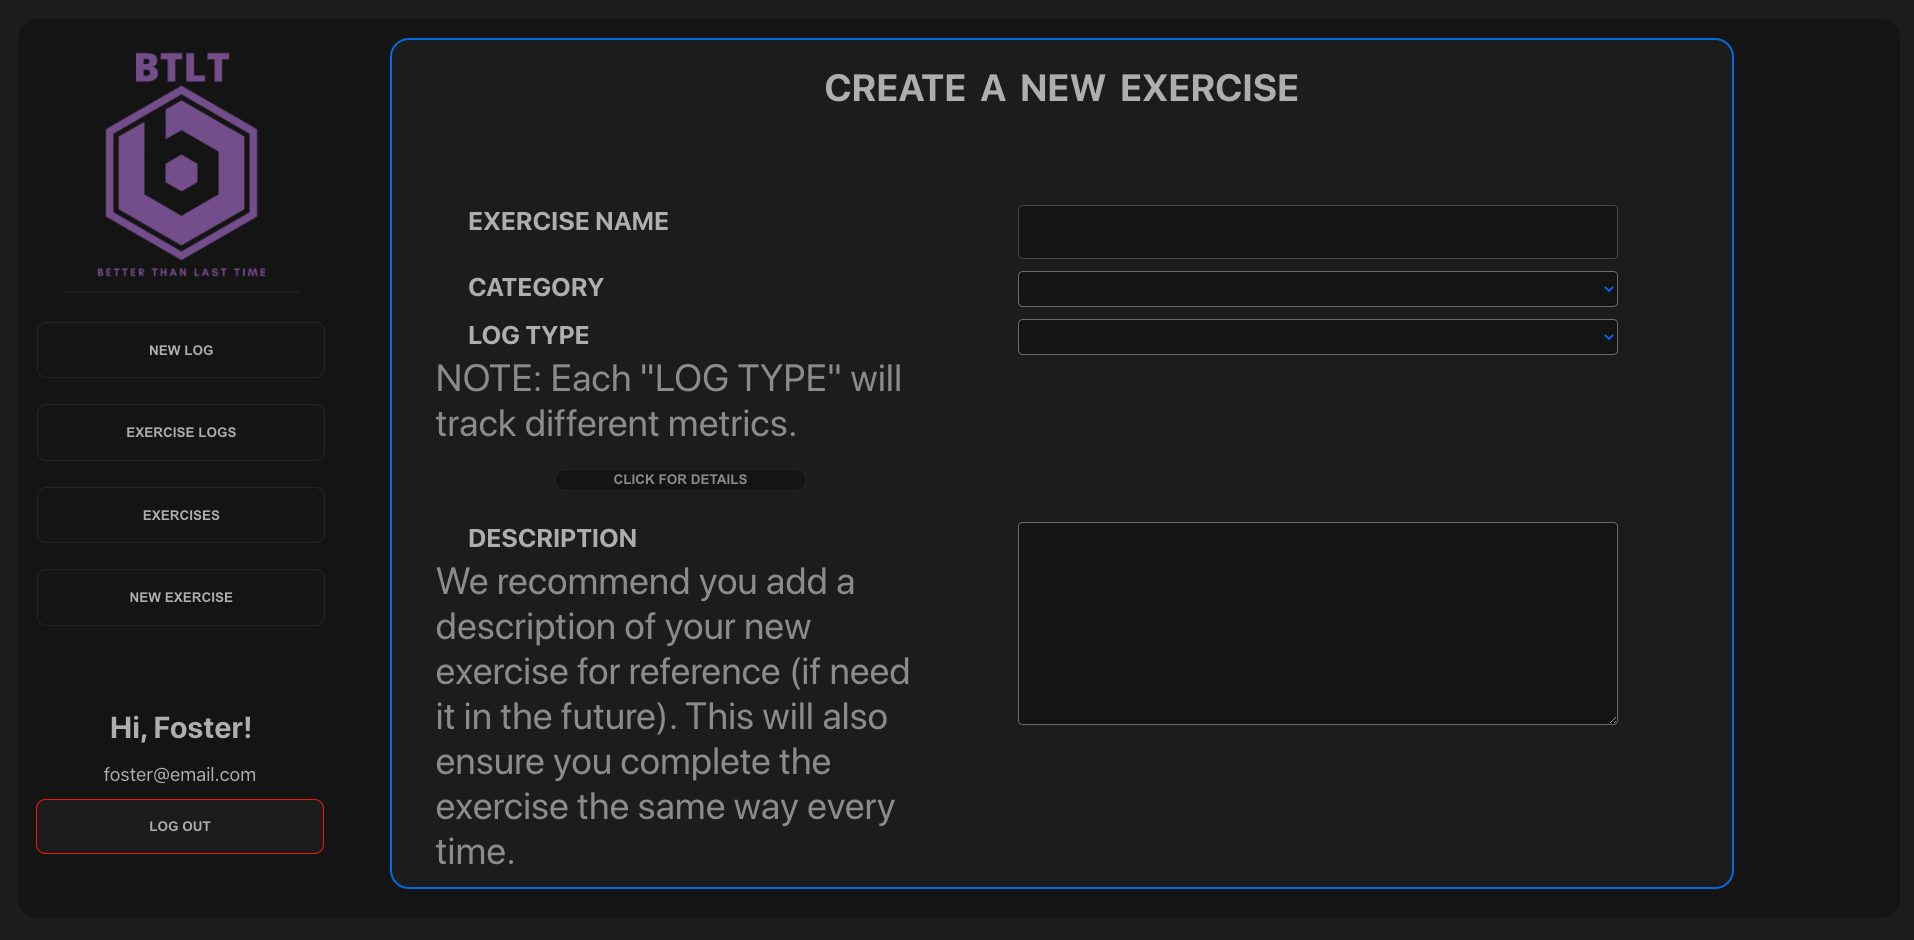 BTLT
BETTER THAN LAST TIME
NEW LOG
EXERCISE LOGS
EXERCISES
NEW EXERCISE
Hi, Foster!
foster@email.com
LOG OUT
CREATE A NEW EXERCISE
EXERCISE NAME
CATEGORY
LOG TYPE
NOTE: Each "LOG TYPE" will
track different metrics.
CLICK FOR DETAILS
DESCRIPTION
We recommend you add a
description of your new
exercise for reference (if need
it in the future). This will also
ensure you complete the
exercise the same way every
time.